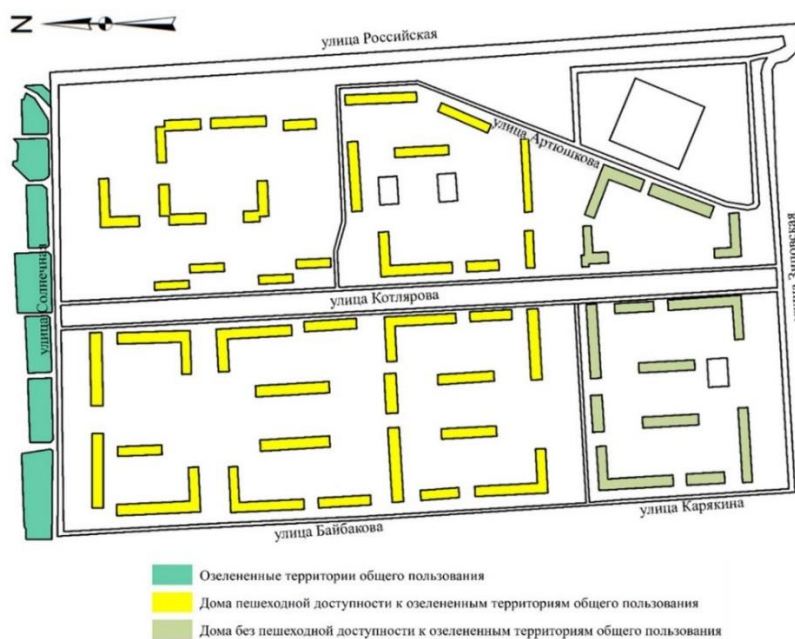 N
улица Российская
улица Артюшкова
улица Солнечная
улица Зиповская
улица Котлярова
улица Байбакова
улица Карякина
Озелененные территории общего пользования
Дома пешеходной доступности к озелененным территориям общего пользования
Дома без пешеходной доступности к озелененным территориям общего пользования